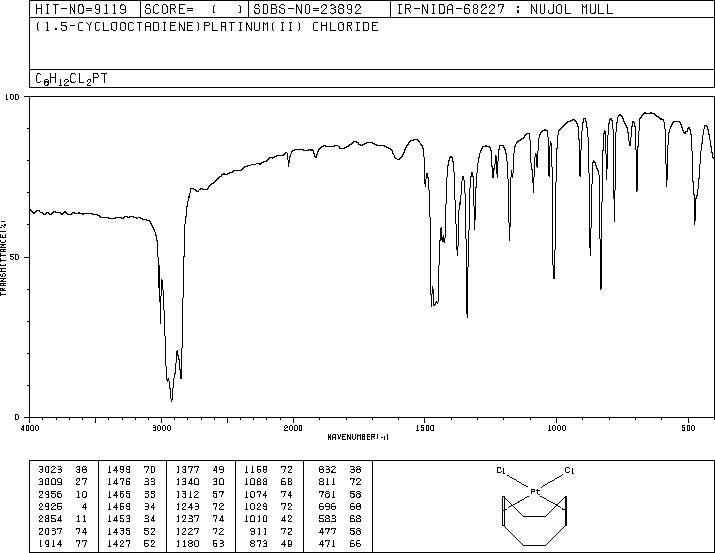 HIT-NO=9119 SCORE= ( ) SDBS-NO=23892 IR-NIDA-68227 : NUJOL MULL
(1,5-CYCLOOCTADIENE)PLATINUM(II) CHLORIDE
C8H12CL2PT
100
50
0
TRANSMITTANCE(%)
4000 3000 2000 1500 1000 500
WAVENUMBER(-1)
3023 36 1499 70 1377 49 1168 72 832 38
3009 27 1476 33 1340 30 1088 68 811 72
2956 10 1465 35 1312 57 1074 74 781 58
2925 4 1459 34 1243 72 1029 72 696 68
2854 11 1453 34 1237 74 1010 42 583 68
2037 74 1435 52 1227 72 911 72 477 58
1914 77 1427 52 1180 53 873 49 471 66
Cl Cl
Pt